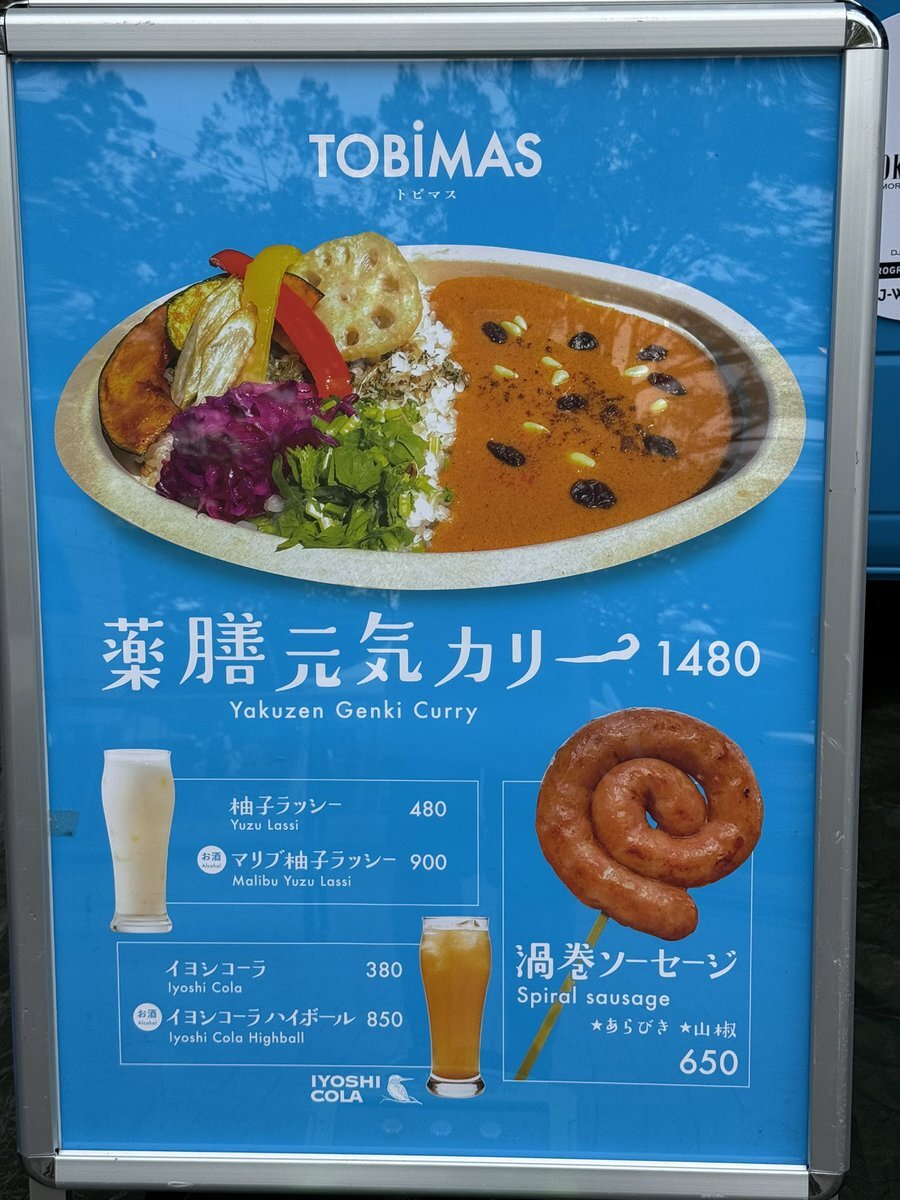 TOBiMAS
トビマス
薬膳元気カリー 1480
Yakuzen Genki Curry
柚子ラッシー 480
Yuzu Lassi
お酒
Alcohol
マリブ柚子ラッシー 900
Malibu Yuzu Lassi
イヨシコーラ 380
Iyoshi Cola
お酒
Alcohol
イヨシコーラ ハイボール 850
Iyoshi Cola Highball
IYOSHI
COLA
渦巻ソーセージ
Spiral sausage
★あらびき ★山椒
650